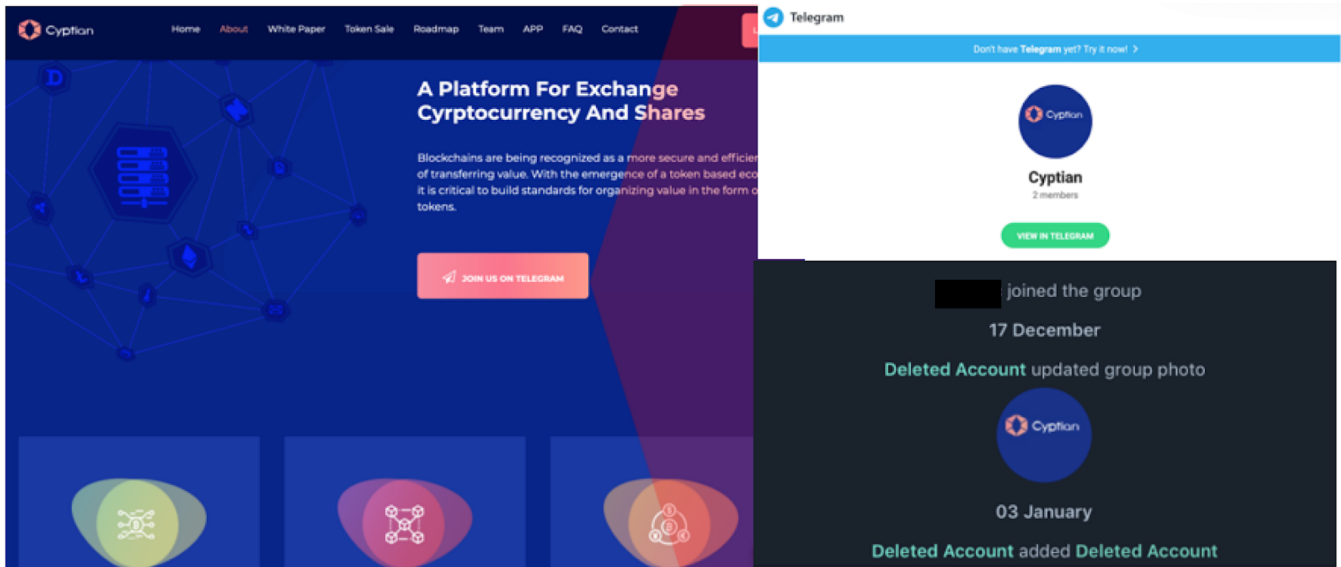 Cyptian
Home About White Paper Token Sale Roadmap Team APP FAQ Contact
A Platform For Exchange
Cyrptocurrency And Shares
Blockchains are being recognized as a more secure and efficien
of transferring value. With the emergence of a token based eco
it is critical to build standards for organizing value in the form o
tokens.
JOIN US ON TELEGRAM
Telegram
Don't have Telegram yet? Try it now! >
Cyptian
Cyptian
2 members
VIEW IN TELEGRAM
joined the group
17 December
Deleted Account updated group photo
Cyptian
03 January
Deleted Account added Deleted Account